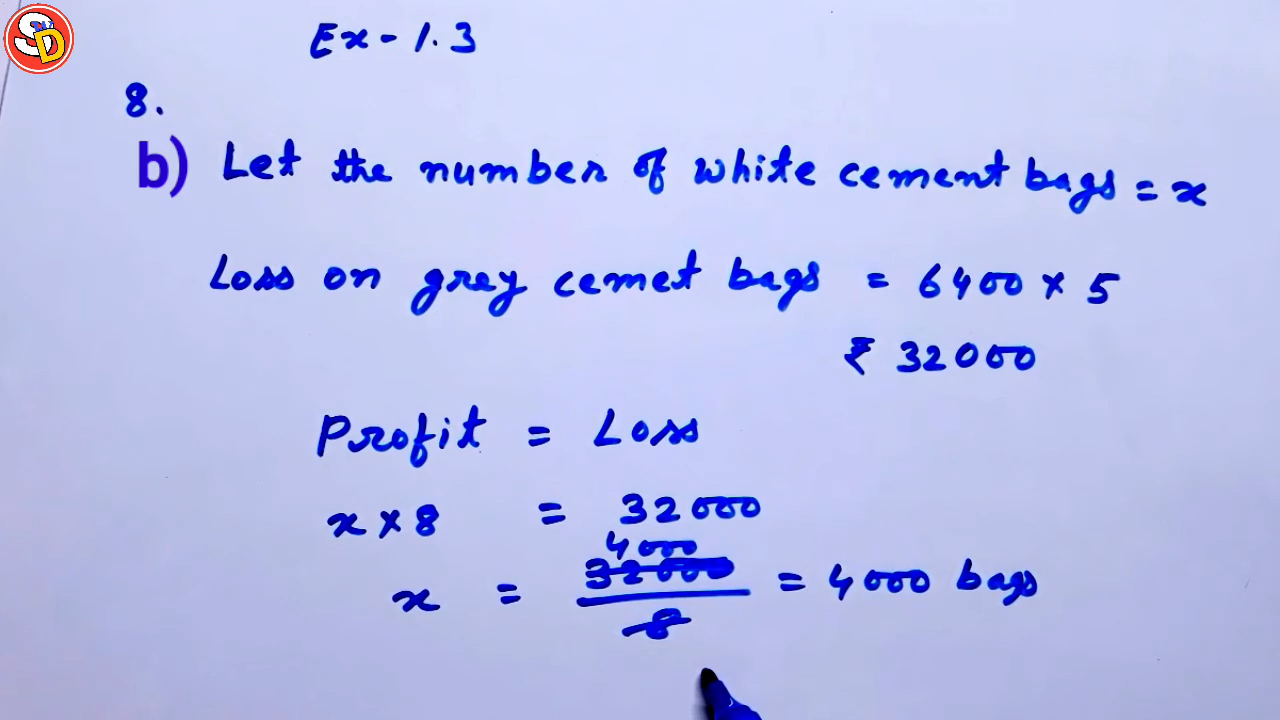 SD
Ex - 1.3
8.
b) Let the number of white cement bags = x
Loss on grey cemet bags = 6400 × 5
₹ 32000
Profit = Loss
x × 8 = 32000
4000
x = 32000/8 = 4000 bags